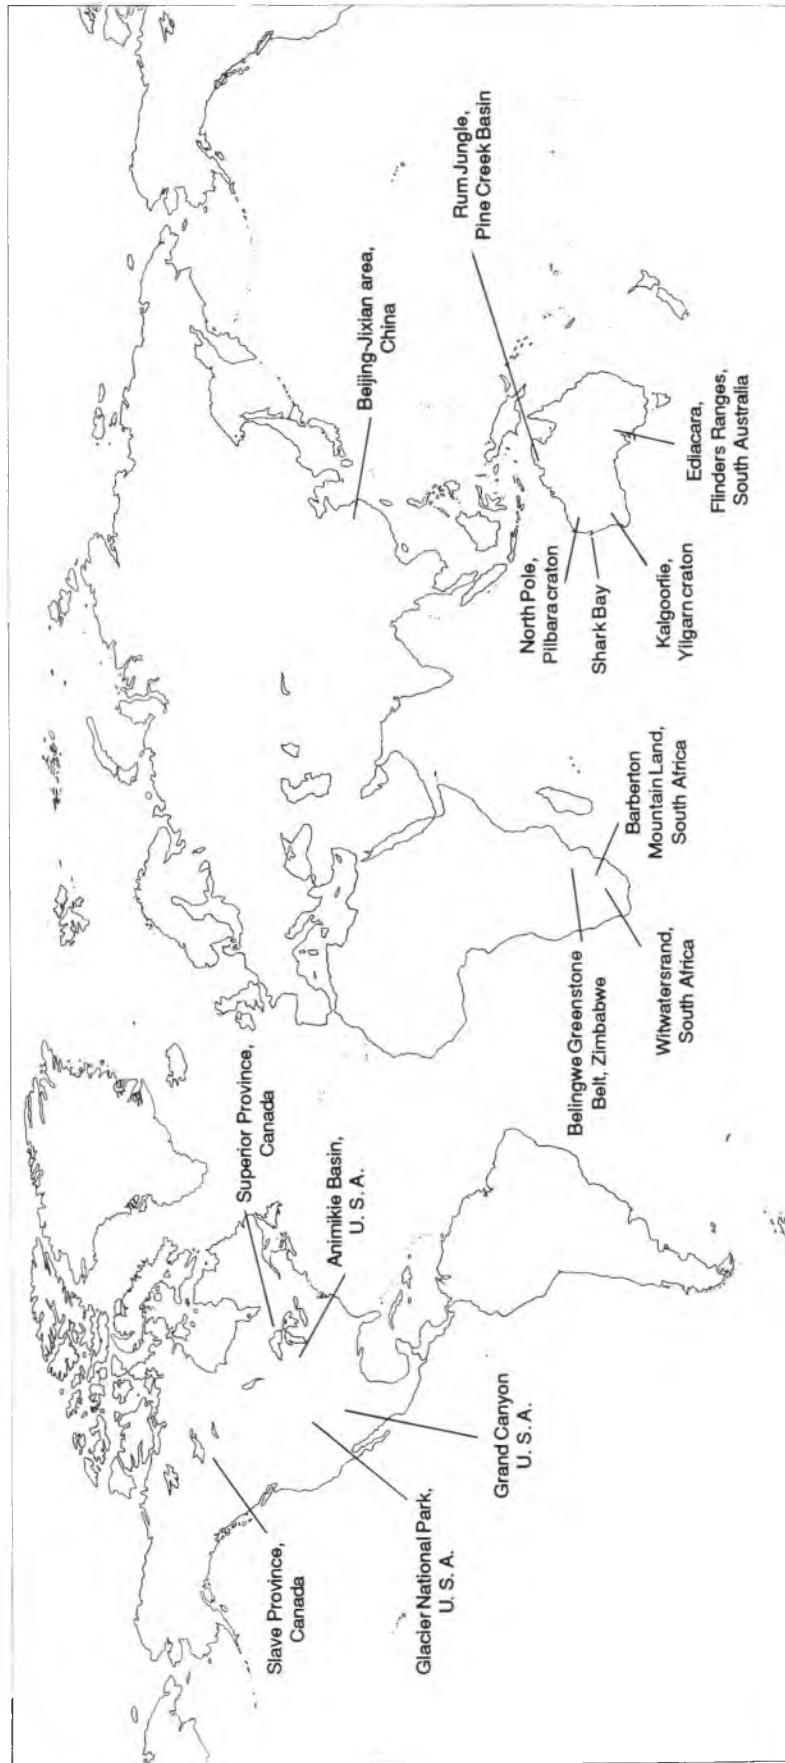 Slave Province,
Canada
Glacier National Park,
U. S. A.
Grand Canyon
U. S. A.
Superior Province,
Canada
Animikie Basin,
U. S. A.
Belingwe Greenstone
Belt, Zimbabwe
Witwatersrand,
South Africa
Barberton
Mountain Land,
South Africa
North Pole,
Pilbara craton
Shark Bay
Kalgoorlie,
Yilgarn craton
Beijing-Jixian area,
China
Ediacara,
Flinders Ranges,
South Australia
Rum Jungle,
Pine Creek Basin